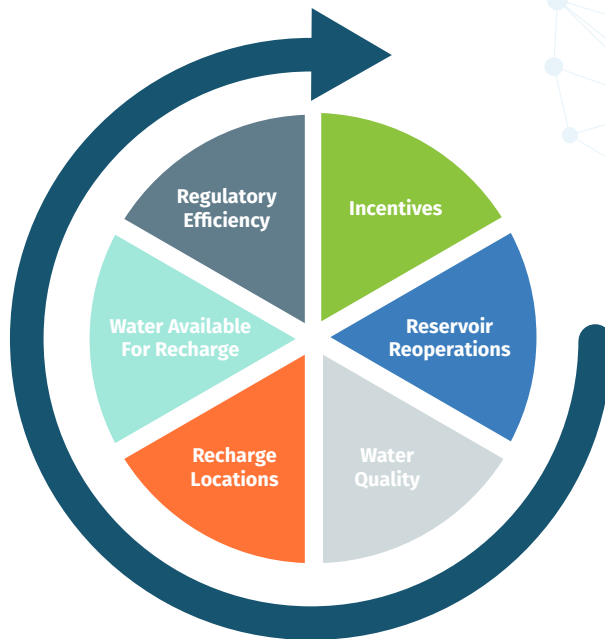 Regulatory
Efficiency
Incentives
Water Available
For Recharge
Reservoir
Reoperations
Recharge
Locations
Water
Quality